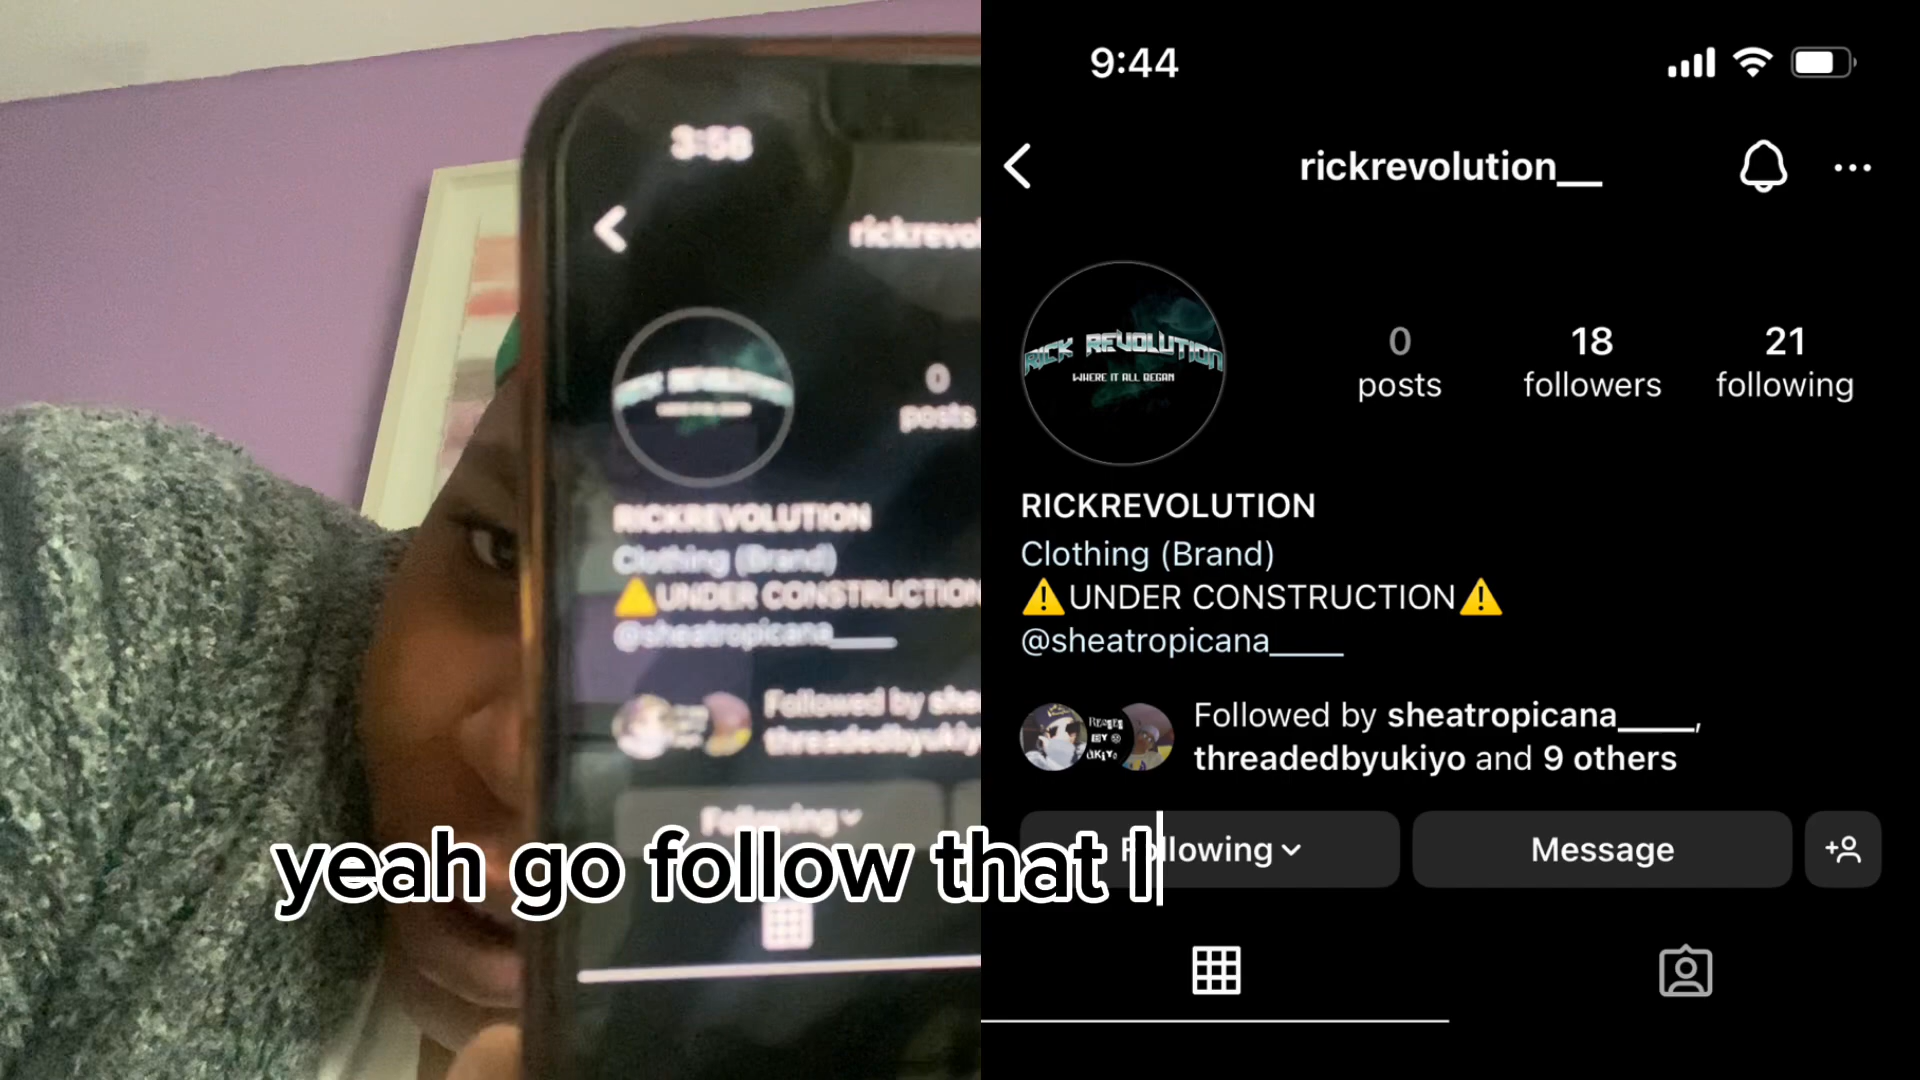 3:58
rickrevo
0
posts
RICKREVOLUTION
Clothing (Brand)
UNDER CONSTRUCTION
@sheatropicana____
Followed by she
threadedbyukiy
Following
9:44
rickrevolution__
RICK REVOLUTION
WHERE IT ALL BEGAN
0
posts
18
followers
21
following
RICKREVOLUTION
Clothing (Brand)
⚠️UNDER CONSTRUCTION⚠️
@sheatropicana____
Followed by sheatropicana____,
threadedbyukiyo and 9 others
Following
Message
yeah go follow that I